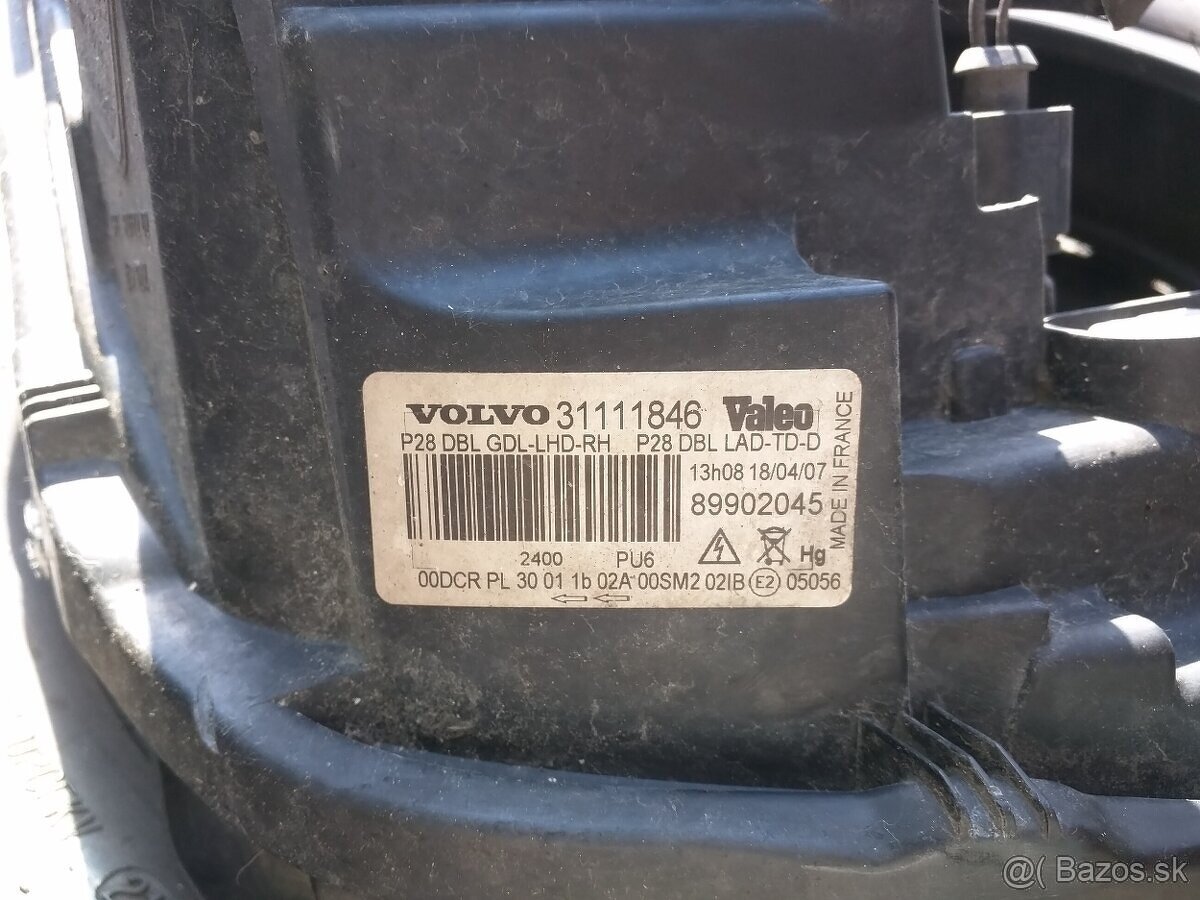 VOLVO 31111846 Valeo
P28 DBL GDL-LHD-RH P28 DBL LAD-TD-D
13h08 18/04/07
89902045
MADE IN FRANCE
2400 PU6
Hg
00DCR PL 30 01 1b 02A 00SM2 02IB E2 05056
@( Bazos.sk